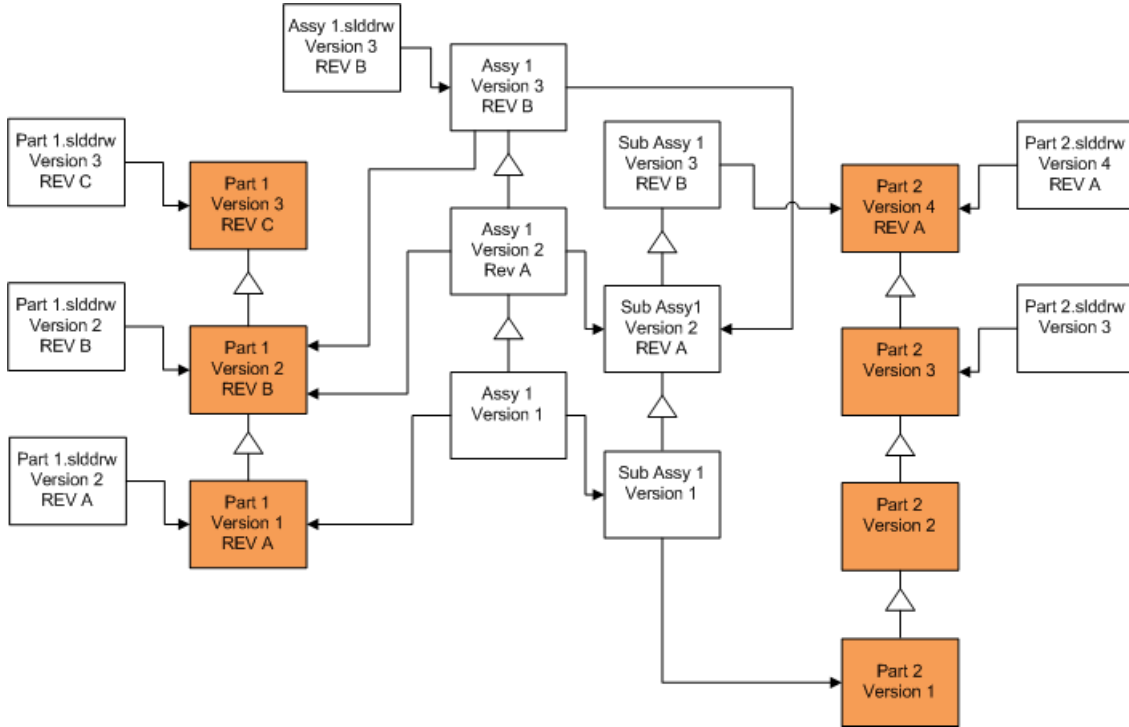 Assy 1.slddrw
Version 3
REV B
Assy 1
Version 3
REV B
Part 1.slddrw
Version 3
REV C
Part 1
Version 3
REV C
Sub Assy 1
Version 3
REV B
Part 2
Version 4
REV A
Part 2.slddrw
Version 4
REV A
Assy 1
Version 2
Rev A
Part 1.slddrw
Version 2
REV B
Part 1
Version 2
REV B
Sub Assy1
Version 2
REV A
Part 2
Version 3
Part 2.slddrw
Version 3
Assy 1
Version 1
Part 1.slddrw
Version 2
REV A
Part 1
Version 1
REV A
Sub Assy 1
Version 1
Part 2
Version 2
Part 2
Version 1